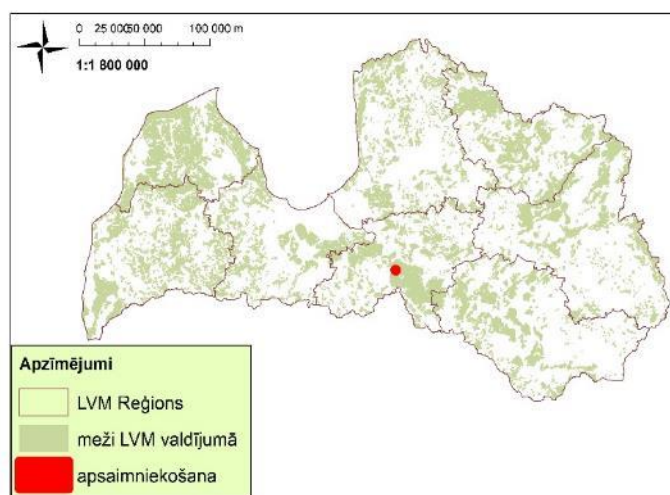 0 25 00050 000 100 000 m
1:1 800 000
Apzīmējumi
LVM Reģions
meži LVM valdījumā
apsaimniekošana